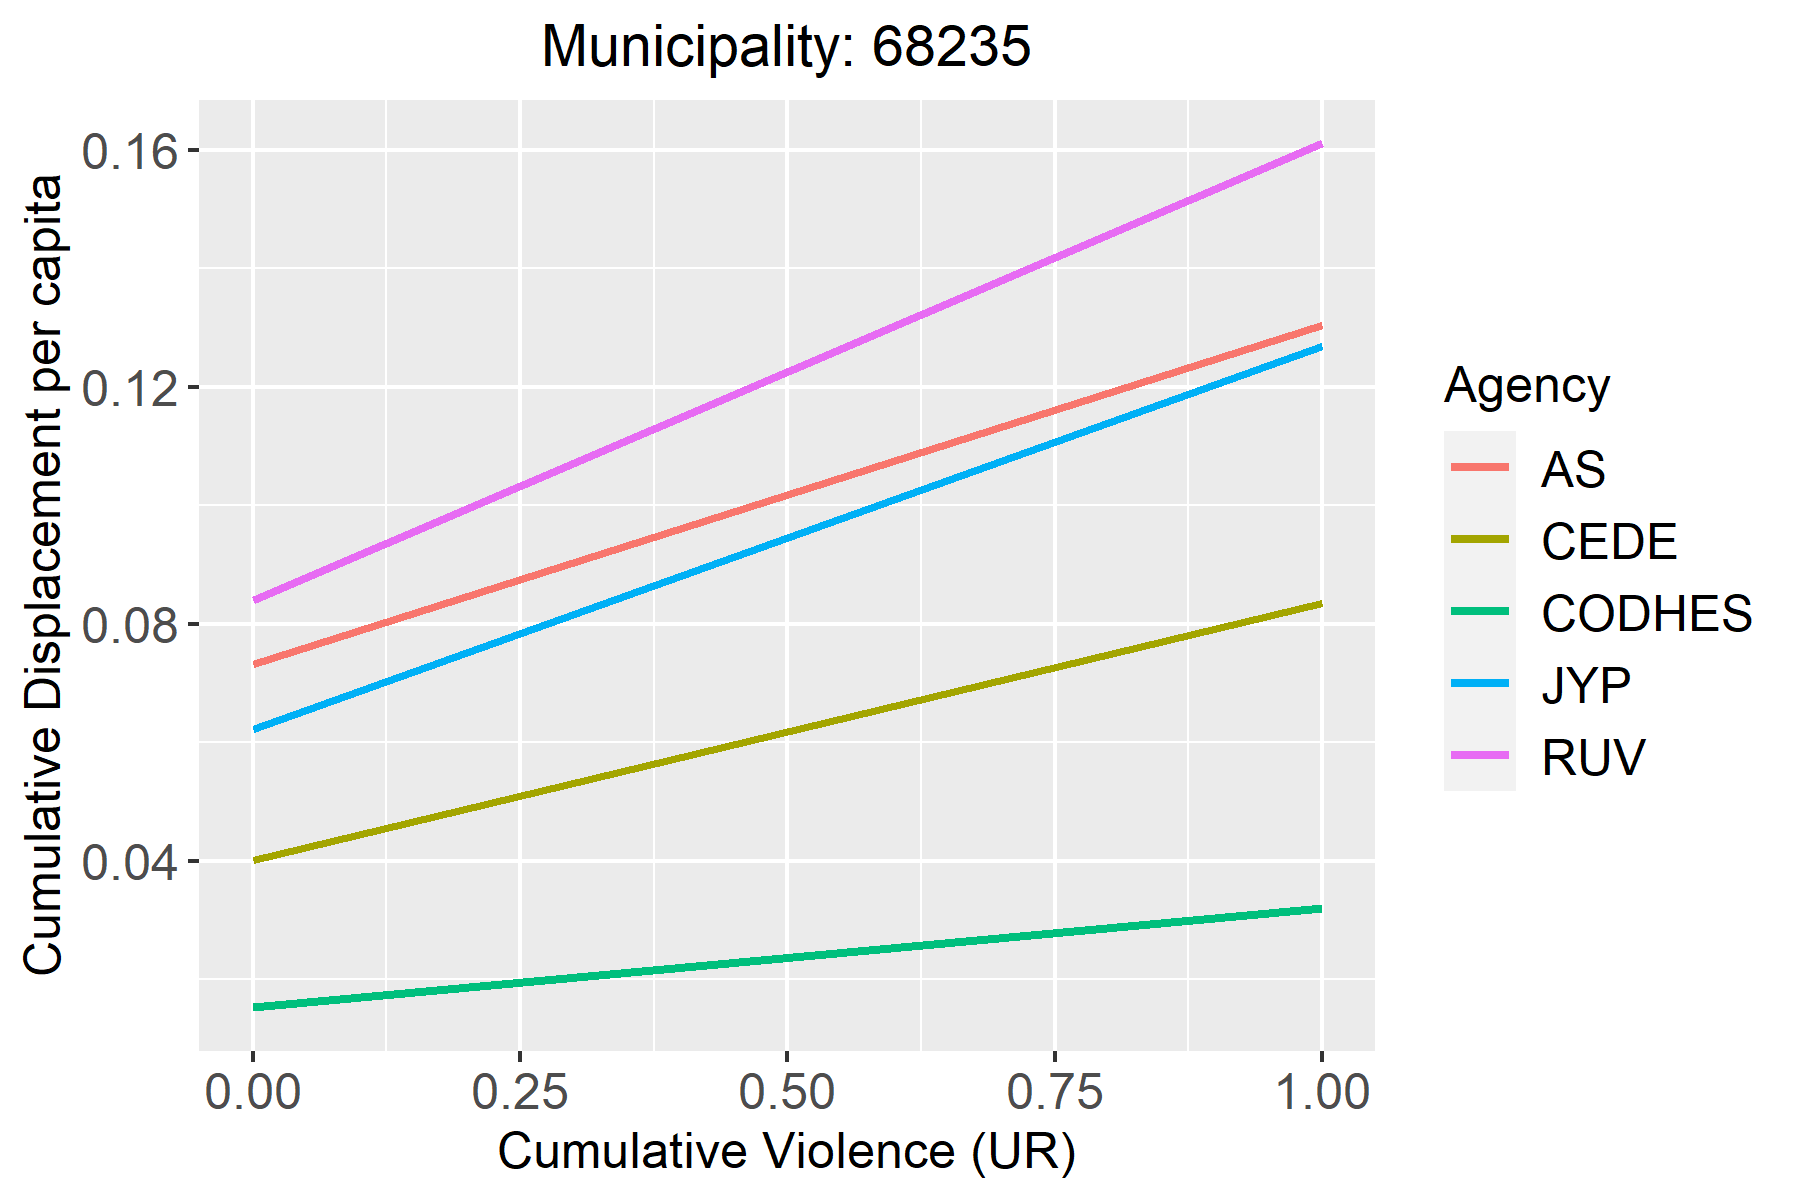 Municipality: 68235
Cumulative Displacement per capita
0.16
0.12
0.08
0.04
0.00
0.25
0.50
0.75
1.00
Cumulative Violence (UR)
Agency
AS
CEDE
CODHES
JYP
RUV